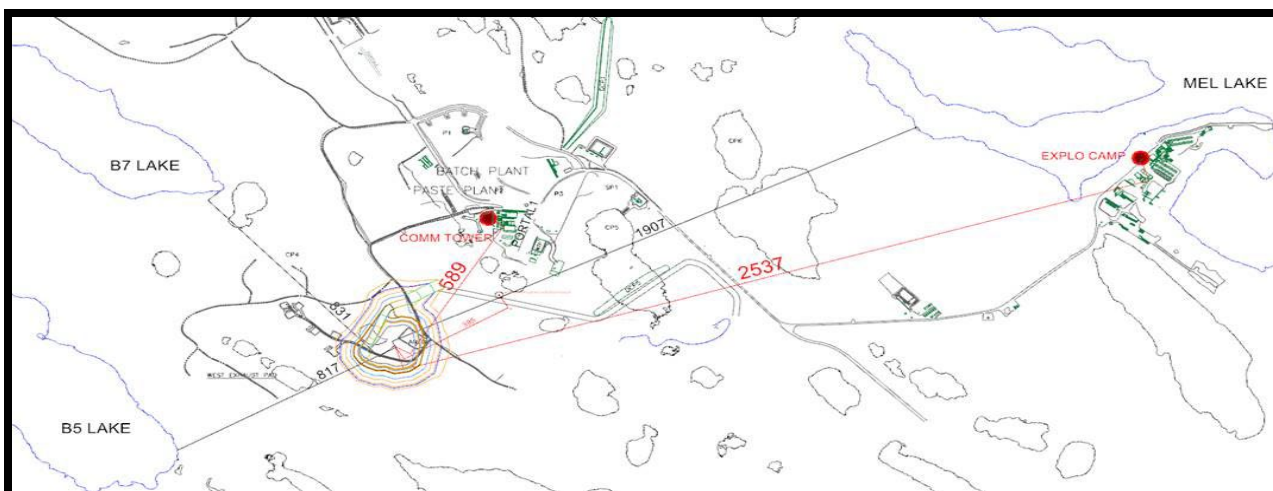 MEL LAKE
EXPLO CAMP
B7 LAKE
P1
CP6
BATCH PLANT
PASTE PLANT
P3
SP1
COMM TOWER
PORTAL 1
CP5
1907
CP4
589
2537
831
817
WEST EXHAUST PAD
B5 LAKE